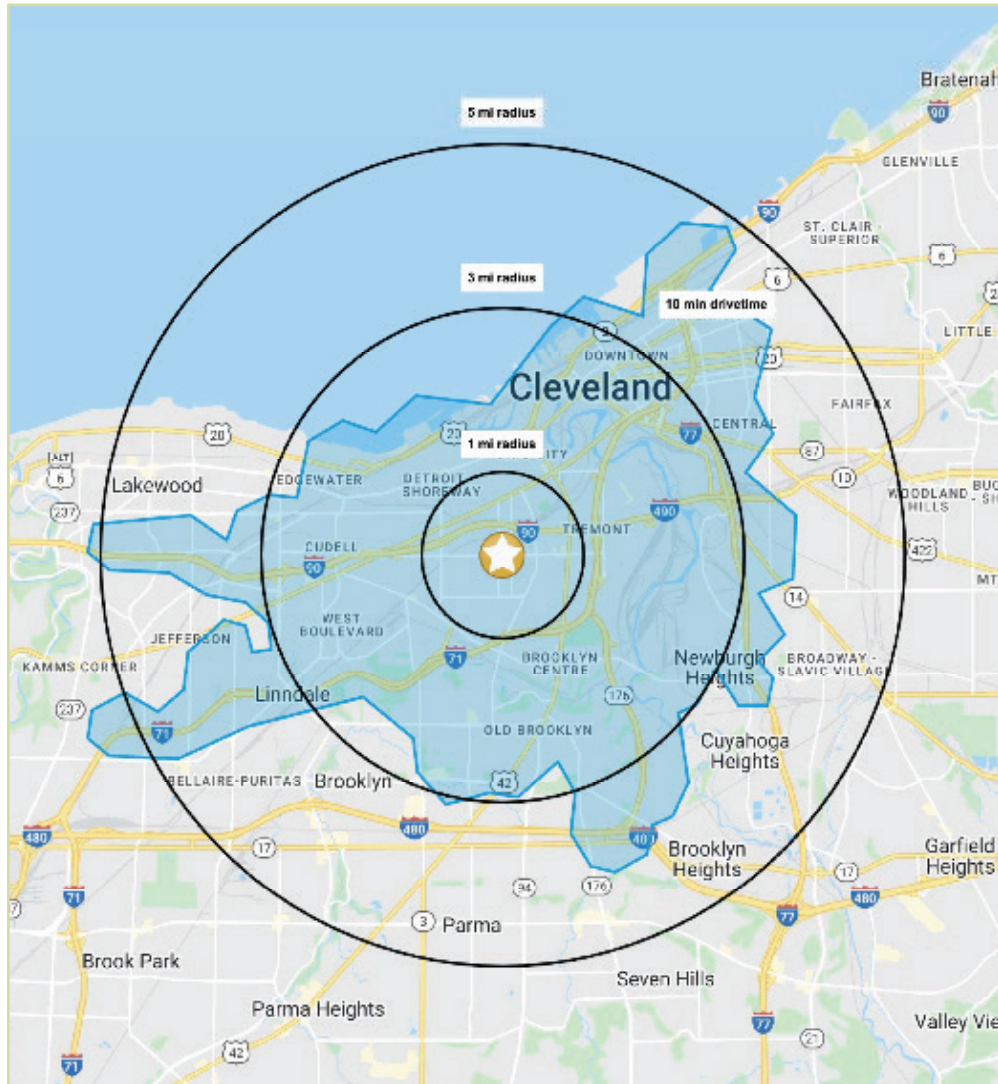 Bratenah
5 mi radius
90
GLENVILLE
90
ST. CLAIR -
SUPERIOR
6
3 mi radius
6
10 min drivetime
2
LITTLE
DOWNTOWN
20
Cleveland
FAIRFAX
77
CENTRAL
20
20
1 mi radius
CITY
87
ALT
6
Lakewood
EDGEWATER
DETROIT
SHOREWAY
10
WOODLAND
HILLS
237
490
90
TREMONT
CUDELL
422
90
14
WEST
BOULEVARD
JEFFERSON
71
BROOKLYN
CENTRE
Newburgh
Heights
BROADWAY -
SLAVIC VILLAGE
KAMMS CORNER
Linndale
176
237
71
OLD BROOKLYN
Cuyahoga
Heights
BELLAIRE-PURITAS
Brooklyn
42
480
480
480
17
Brooklyn
Heights
Garfield
Heights
17
94
176
71
480
77
3
Parma
Brook Park
Seven Hills
Parma Heights
77
Valley Vie
21
42
71